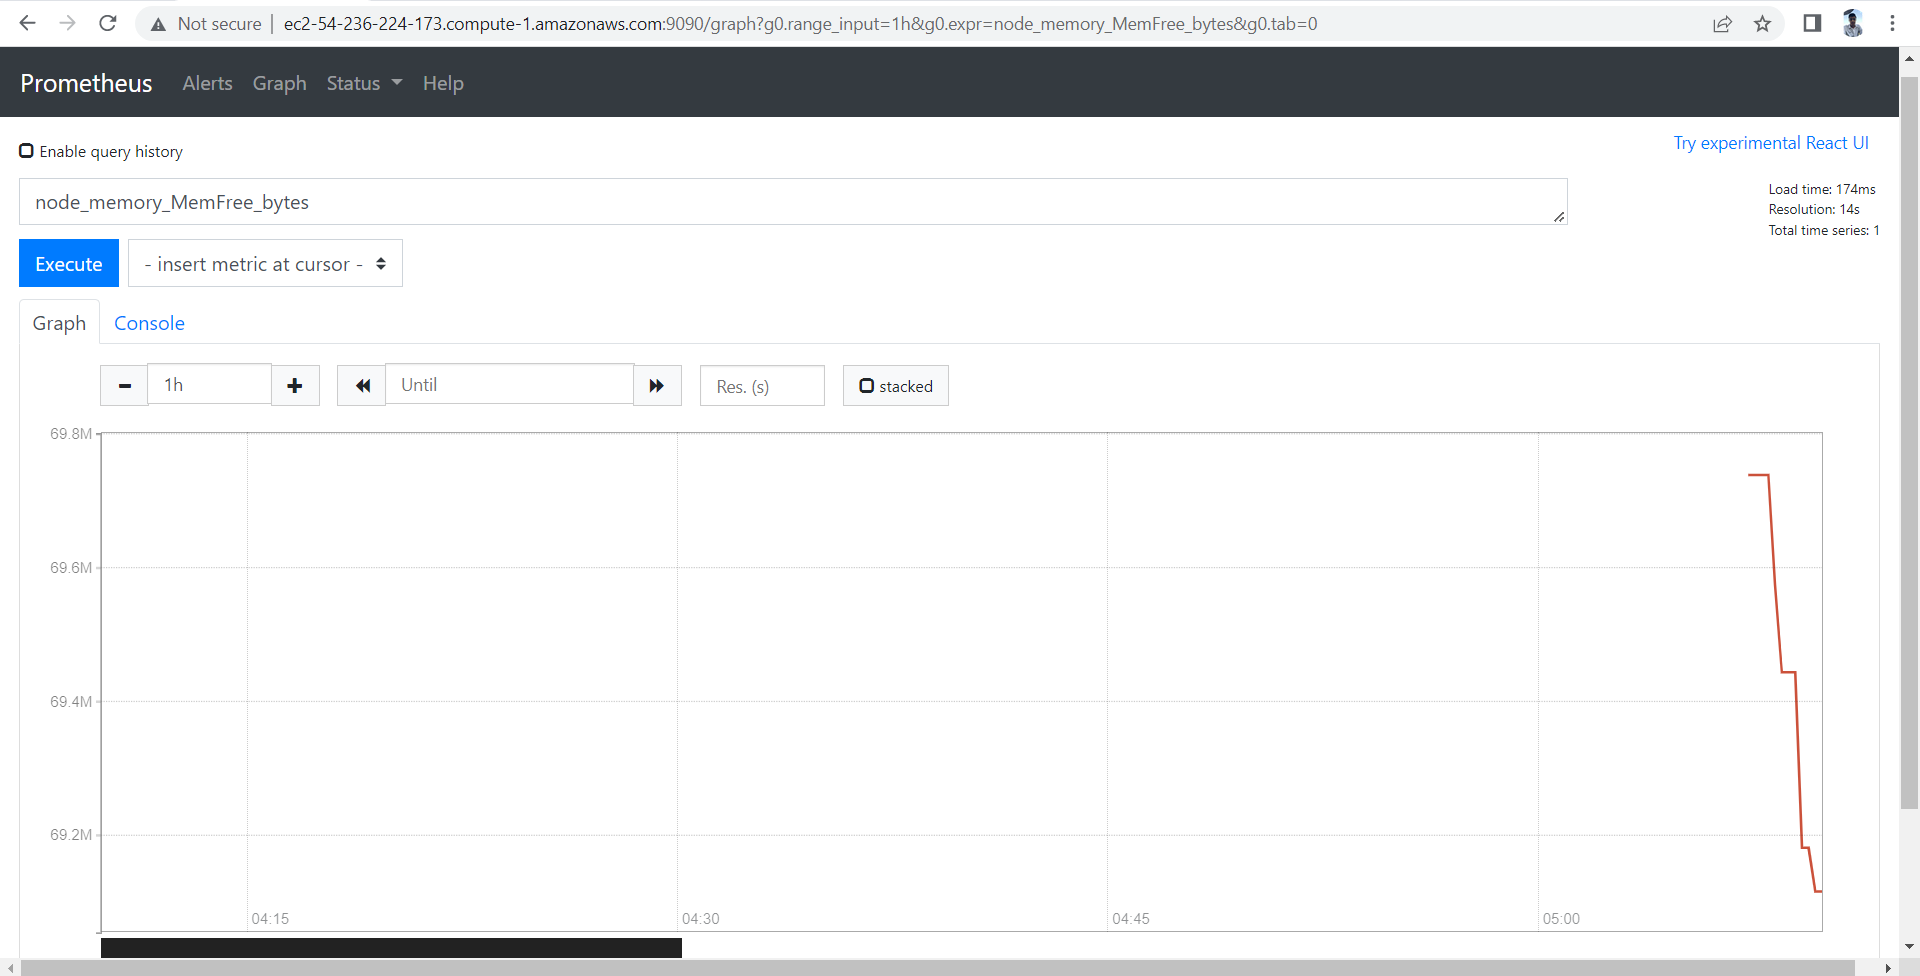 Not secure ec2-54-236-224-173.compute-1.amazonaws.com:9090/graph?g0.range_input=1h&g0.expr=node_memory_MemFree_bytes&g0.tab=0
Prometheus Alerts Graph Status Help
Enable query history
Try experimental React UI
node_memory_MemFree_bytes
Load time: 174ms
Resolution: 14s
Total time series: 1
Execute - insert metric at cursor -
Graph Console
1h Until Res. (s) stacked
69.8M
69.6M
69.4M
69.2M
04:15 04:30 04:45 05:00